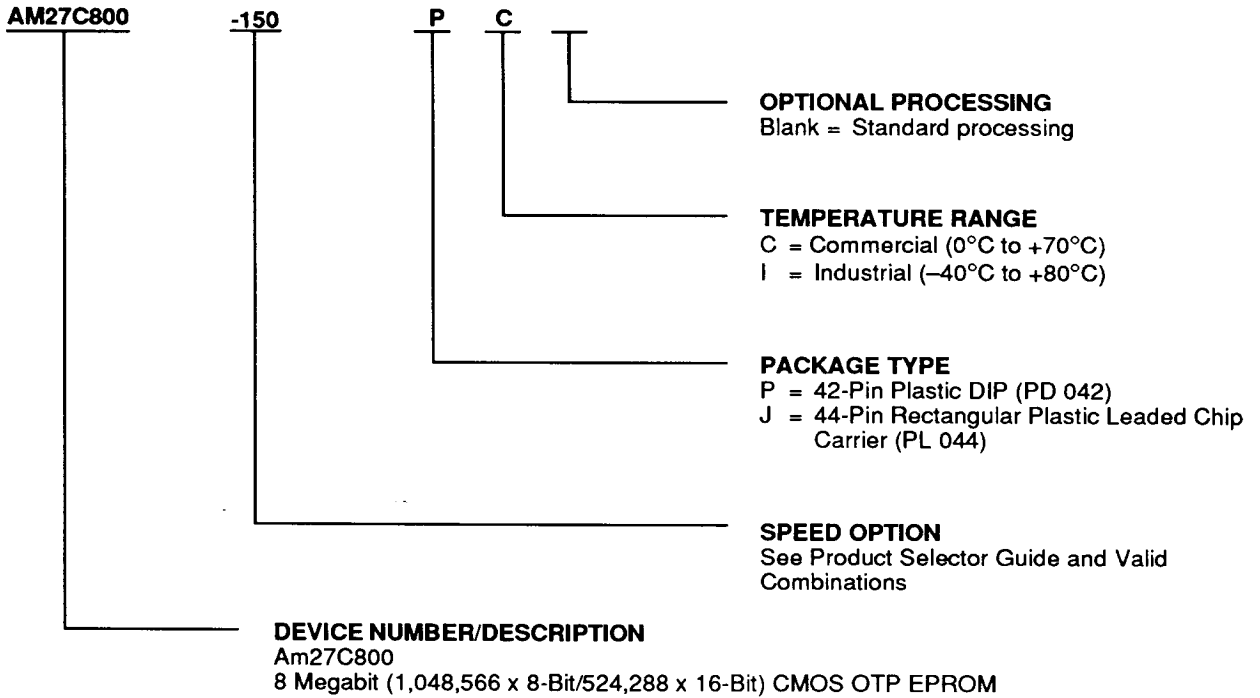 AM27C800 -150 P C
OPTIONAL PROCESSING
Blank = Standard processing
TEMPERATURE RANGE
C = Commercial (0°C to +70°C)
I = Industrial (–40°C to +80°C)
PACKAGE TYPE
P = 42-Pin Plastic DIP (PD 042)
J = 44-Pin Rectangular Plastic Leaded Chip
Carrier (PL 044)
SPEED OPTION
See Product Selector Guide and Valid
Combinations
DEVICE NUMBER/DESCRIPTION
Am27C800
8 Megabit (1,048,566 x 8-Bit/524,288 x 16-Bit) CMOS OTP EPROM